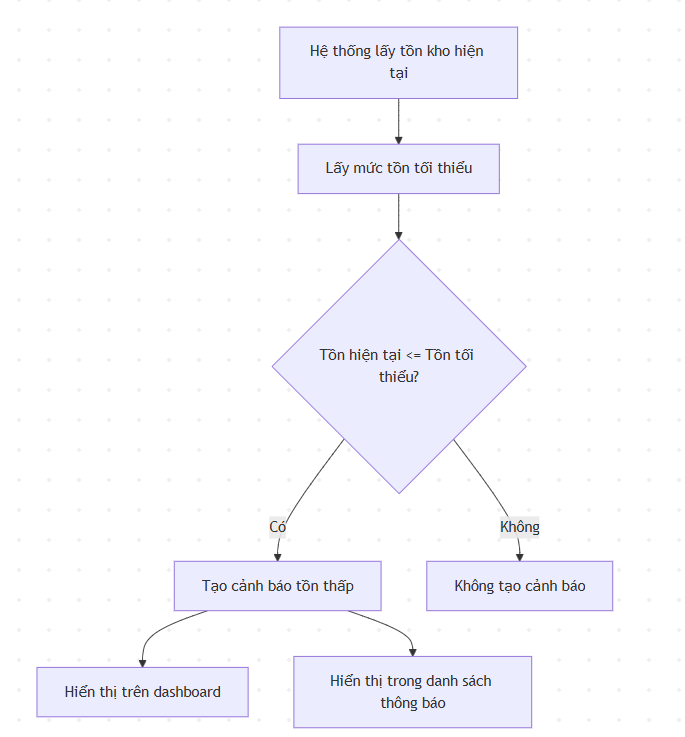 Hệ thống lấy tồn kho hiện
tại
Lấy mức tồn tối thiểu
Tồn hiện tại <= Tồn tối
thiểu?
Có
Không
Tạo cảnh báo tồn thấp
Không tạo cảnh báo
Hiển thị trên dashboard
Hiển thị trong danh sách
thông báo